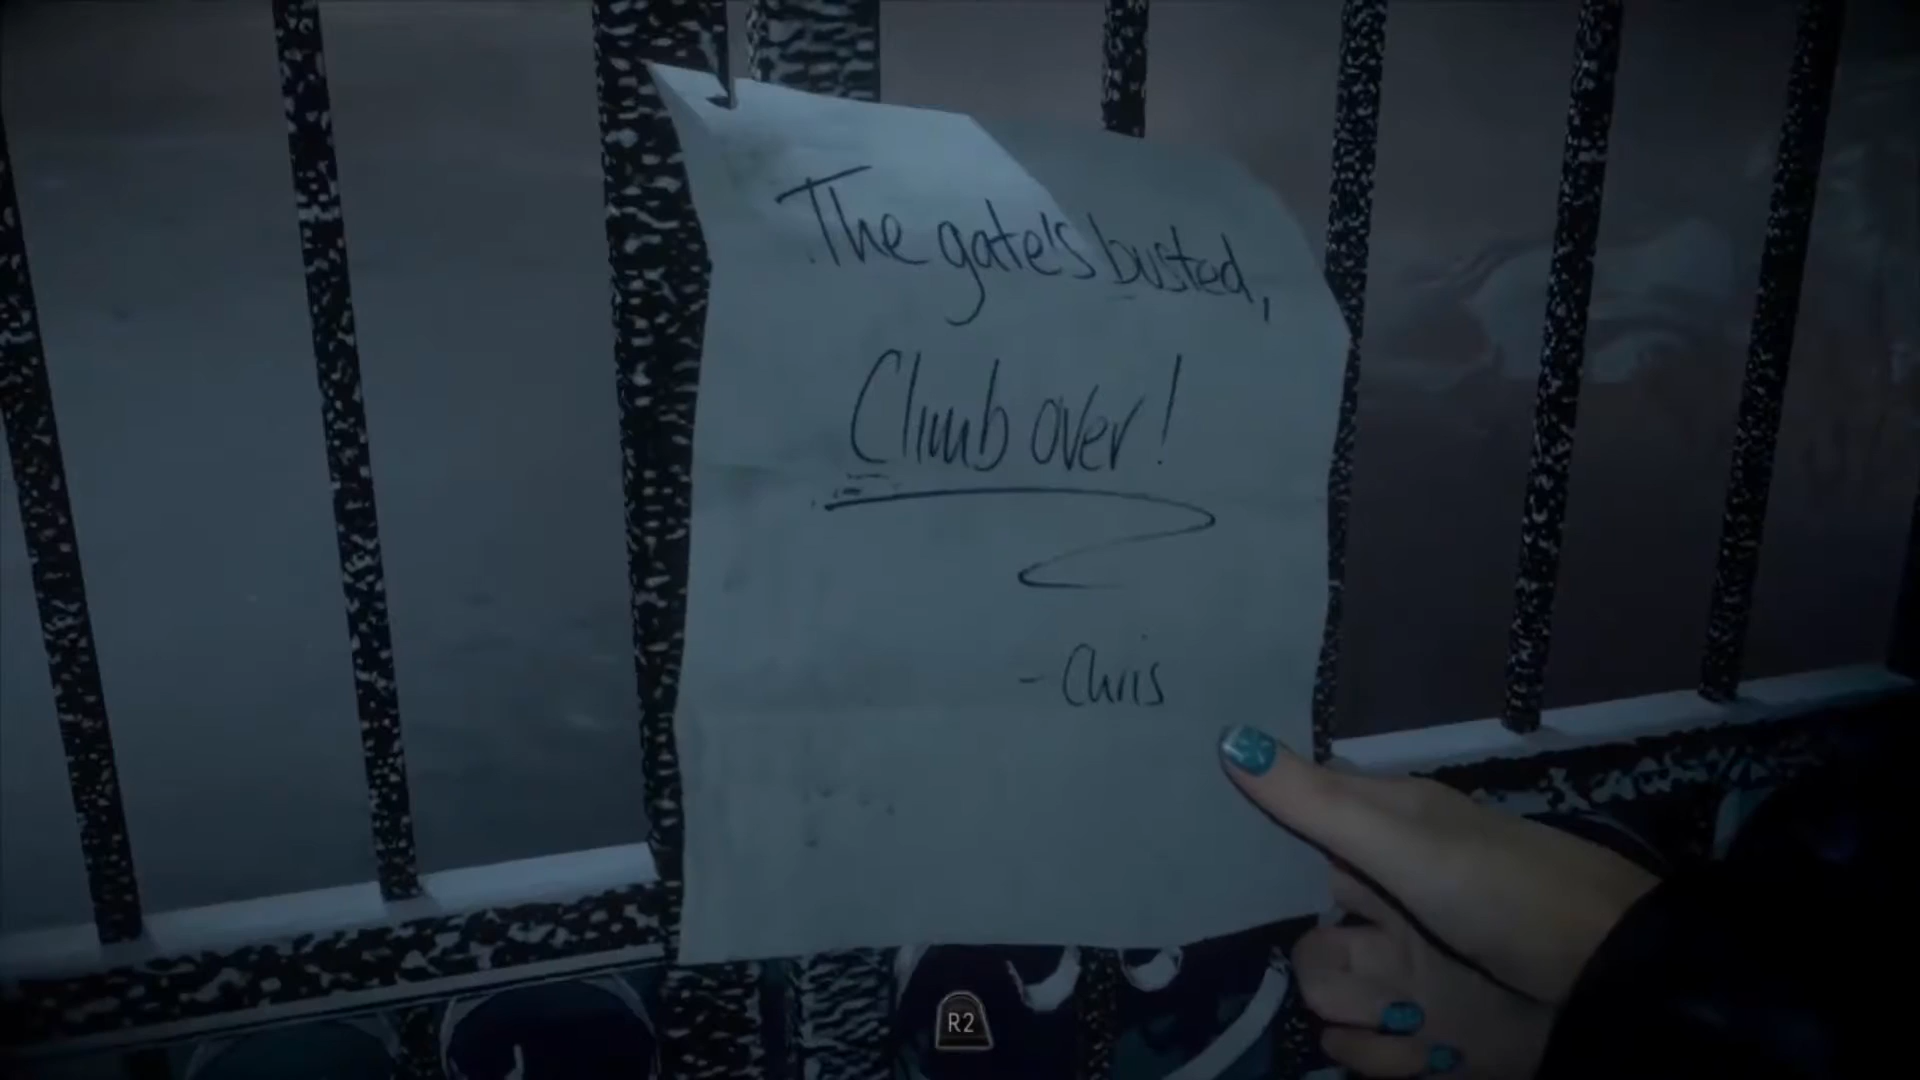 The gate's busted,
Climb over!
- Chris
R2